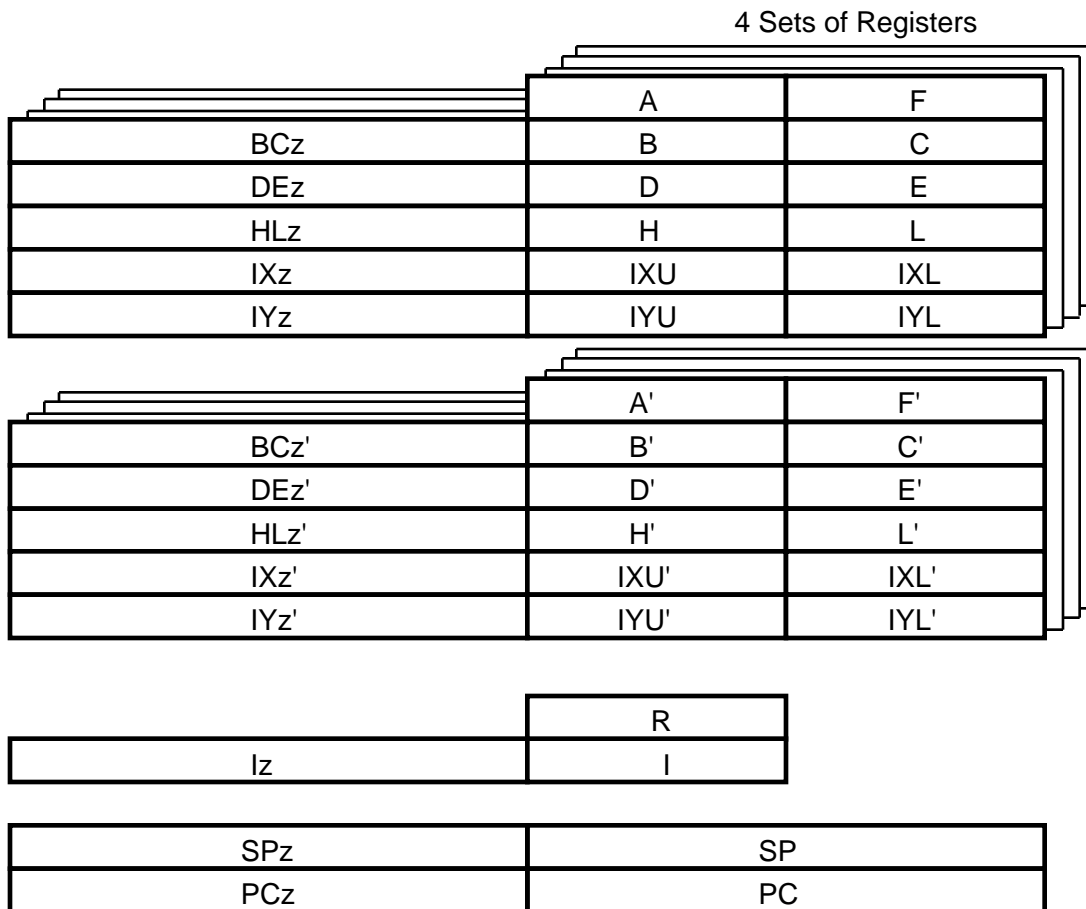 4 Sets of Registers
A F
BCz B C
DEz D E
HLz H L
IXz IXU IXL
IYz IYU IYL
A' F'
BCz' B' C'
DEz' D' E'
HLz' H' L'
IXz' IXU' IXL'
IYz' IYU' IYL'
R
Iz I
SPz SP
PCz PC